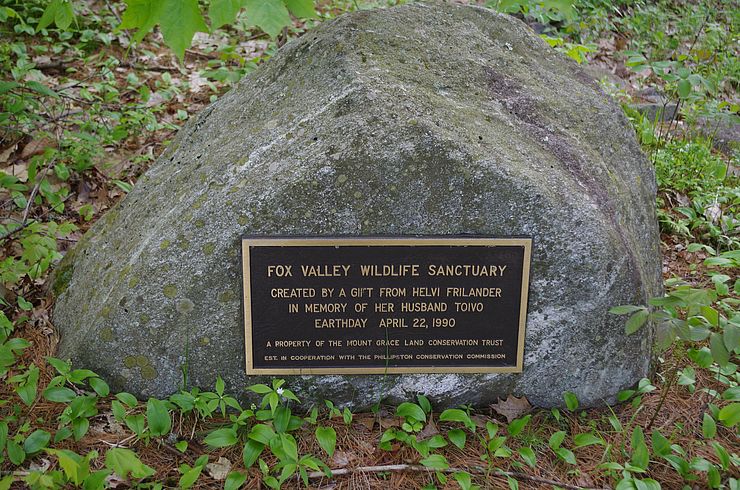 FOX VALLEY WILDLIFE SANCTUARY
CREATED BY A GIFT FROM HELVI FRILANDER
IN MEMORY OF HER HUSBAND TOIVO
EARTHDAY APRIL 22, 1990
A PROPERTY OF THE MOUNT GRACE LAND CONSERVATION TRUST
EST. IN COOPERATION WITH THE PHILLIPSTON CONSERVATION COMMISSION